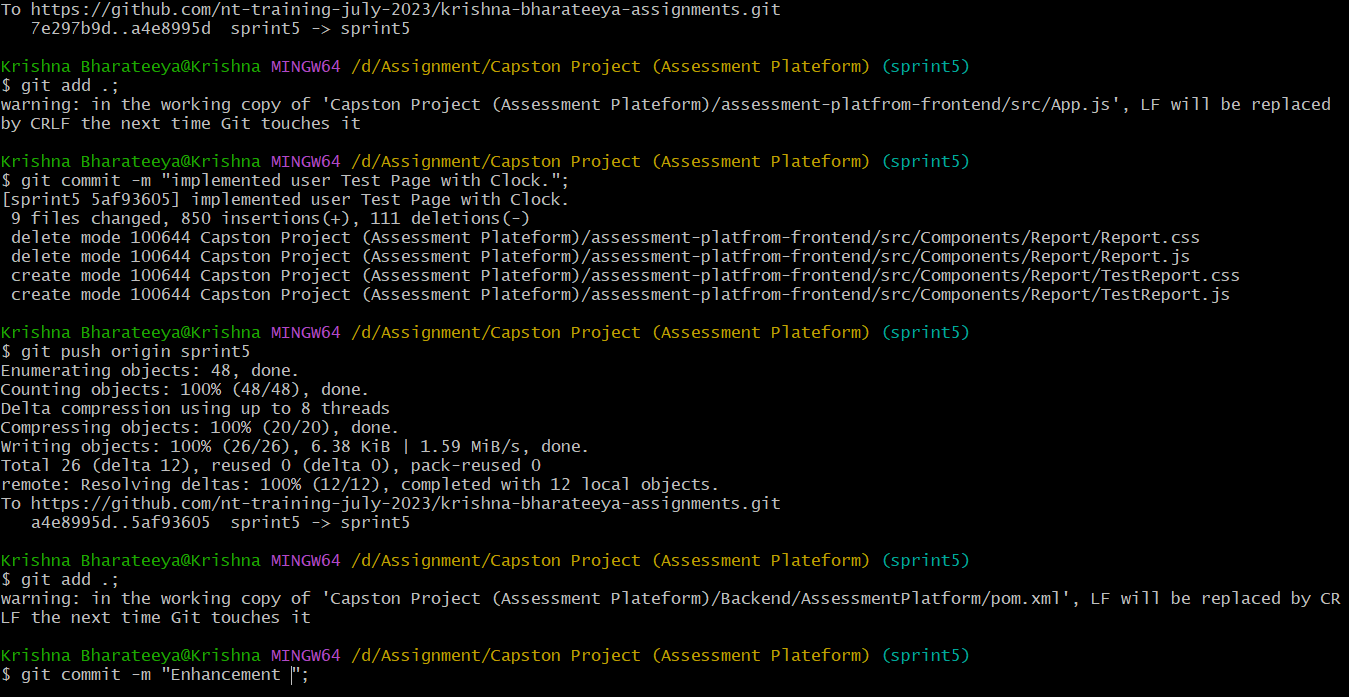 To https://github.com/nt-training-july-2023/krishna-bharateeya-assignments.git
   7e297b9d..a4e8995d  sprint5 -> sprint5
Krishna Bharateeya@Krishna MINGW64 /d/Assignment/Capston Project (Assessment Plateform) (sprint5)
$ git add .;
warning: in the working copy of 'Capston Project (Assessment Plateform)/assessment-platfrom-frontend/src/App.js', LF will be replaced
by CRLF the next time Git touches it
Krishna Bharateeya@Krishna MINGW64 /d/Assignment/Capston Project (Assessment Plateform) (sprint5)
$ git commit -m "implemented user Test Page with Clock.";
[sprint5 5af93605] implemented user Test Page with Clock.
 9 files changed, 850 insertions(+), 111 deletions(-)
 delete mode 100644 Capston Project (Assessment Plateform)/assessment-platfrom-frontend/src/Components/Report/Report.css
 delete mode 100644 Capston Project (Assessment Plateform)/assessment-platfrom-frontend/src/Components/Report/Report.js
 create mode 100644 Capston Project (Assessment Plateform)/assessment-platfrom-frontend/src/Components/Report/TestReport.css
 create mode 100644 Capston Project (Assessment Plateform)/assessment-platfrom-frontend/src/Components/Report/TestReport.js
Krishna Bharateeya@Krishna MINGW64 /d/Assignment/Capston Project (Assessment Plateform) (sprint5)
$ git push origin sprint5
Enumerating objects: 48, done.
Counting objects: 100% (48/48), done.
Delta compression using up to 8 threads
Compressing objects: 100% (20/20), done.
Writing objects: 100% (26/26), 6.38 KiB | 1.59 MiB/s, done.
Total 26 (delta 12), reused 0 (delta 0), pack-reused 0
remote: Resolving deltas: 100% (12/12), completed with 12 local objects.
To https://github.com/nt-training-july-2023/krishna-bharateeya-assignments.git
   a4e8995d..5af93605  sprint5 -> sprint5
Krishna Bharateeya@Krishna MINGW64 /d/Assignment/Capston Project (Assessment Plateform) (sprint5)
$ git add .;
warning: in the working copy of 'Capston Project (Assessment Plateform)/Backend/AssessmentPlatform/pom.xml', LF will be replaced by CR
LF the next time Git touches it
Krishna Bharateeya@Krishna MINGW64 /d/Assignment/Capston Project (Assessment Plateform) (sprint5)
$ git commit -m "Enhancement ";